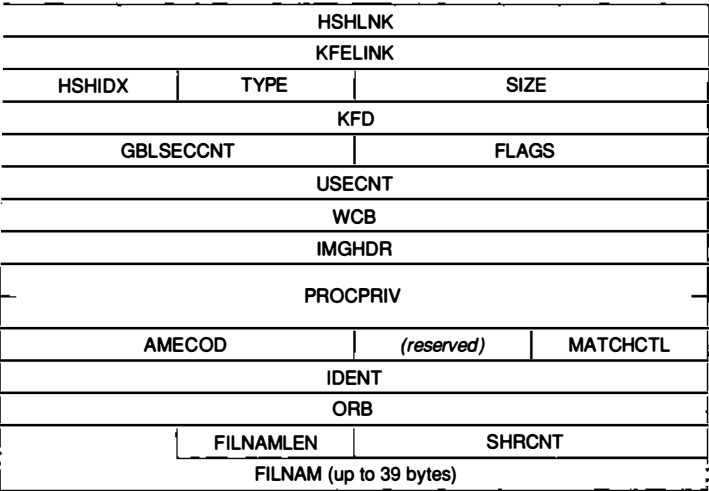 HSHLNK
KFELINK
HSHIDX TYPE SIZE
KFD
GBLSECCNT FLAGS
USECNT
WCB
IMGHDR
PROCPRIV
AMECOD (reserved) MATCHCTL
IDENT
ORB
FILNAMLEN SHRCNT
FILNAM (up to 39 bytes)